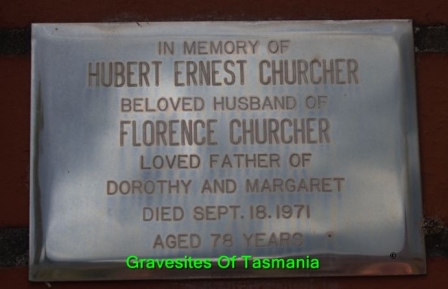 IN MEMORY OF
HUBERT ERNEST CHURCHER
BELOVED HUSBAND OF
FLORENCE CHURCHER
LOVED FATHER OF
DOROTHY AND MARGARET
DIED SEPT. 18. 1971
AGED 78 YEARS
Gravesites Of Tasmania